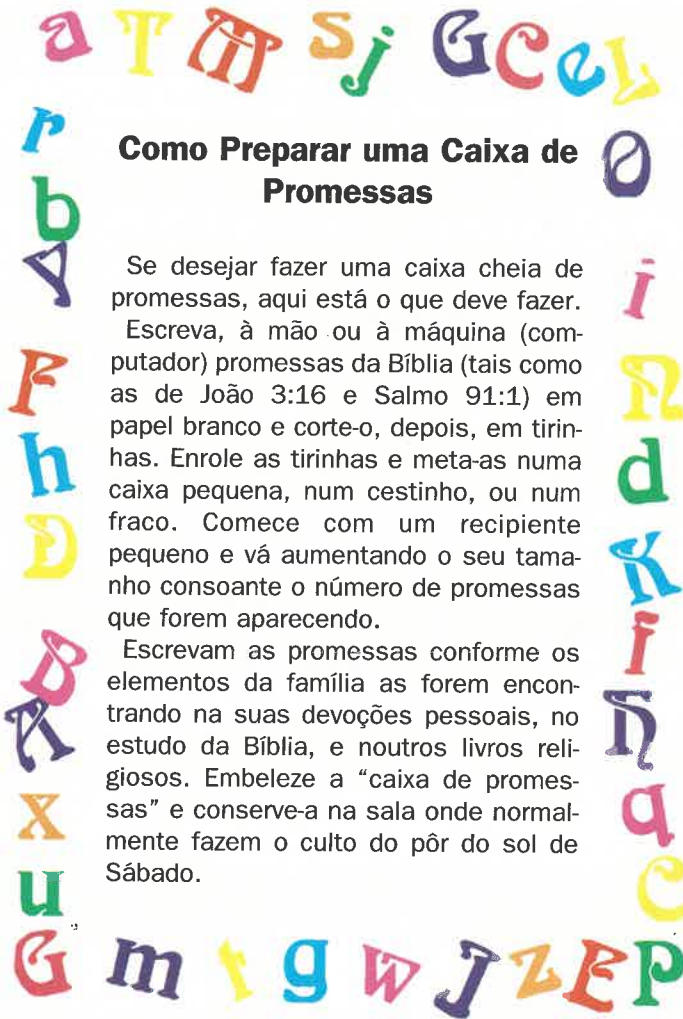 a T m s j G C e L
r
b
y
F
h
D
B
A
x
u
O
i
n
d
K
i
h
q
C
Como Preparar uma Caixa de
Promessas
Se desejar fazer uma caixa cheia de
promessas, aqui está o que deve fazer.
Escreva, à mão ou à máquina (com-
putador) promessas da Bíblia (tais como
as de João 3:16 e Salmo 91:1) em
papel branco e corte-o, depois, em tirin-
has. Enrole as tirinhas e meta-as numa
caixa pequena, num cestinho, ou num
fraco. Comece com um recipiente
pequeno e vá aumentando o seu tama-
nho consoante o número de promessas
que forem aparecendo.
Escrevam as promessas conforme os
elementos da família as forem encon-
trando na suas devoções pessoais, no
estudo da Bíblia, e noutros livros reli-
giosos. Embeleze a "caixa de promes-
sas" e conserve-a na sala onde normal-
mente fazem o culto do pôr do sol de
Sábado.
G m t g w J z E P